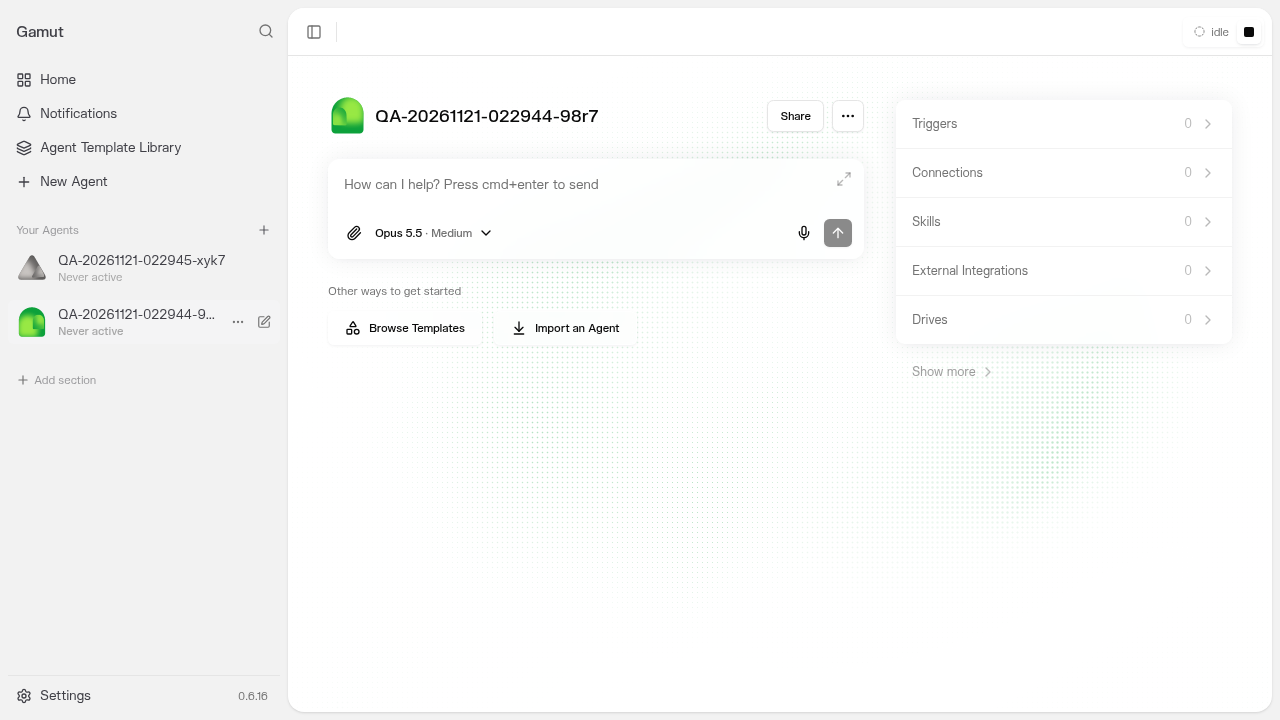 Gamut
Home
Notifications
Agent Template Library
New Agent
Your Agents
QA-20261121-022945-xyk7
Never active
QA-20261121-022944-9...
Never active
Add section
Settings
0.6.16
idle
QA-20261121-022944-98r7
Share
How can I help? Press cmd+enter to send
Opus 5.5 · Medium
Other ways to get started
Browse Templates
Import an Agent
Triggers 0
Connections 0
Skills 0
External Integrations 0
Drives 0
Show more